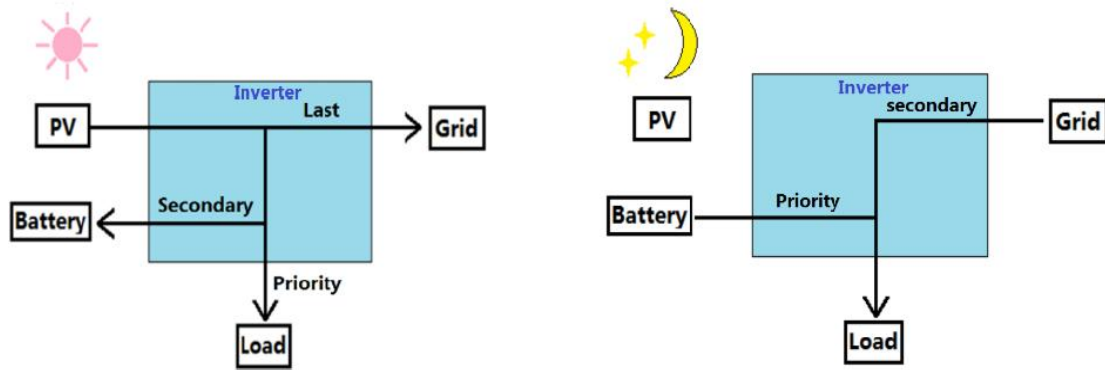 Inverter
Last
PV
Grid
Secondary
Battery
Priority
Load
Inverter
secondary
PV
Grid
Priority
Battery
Load